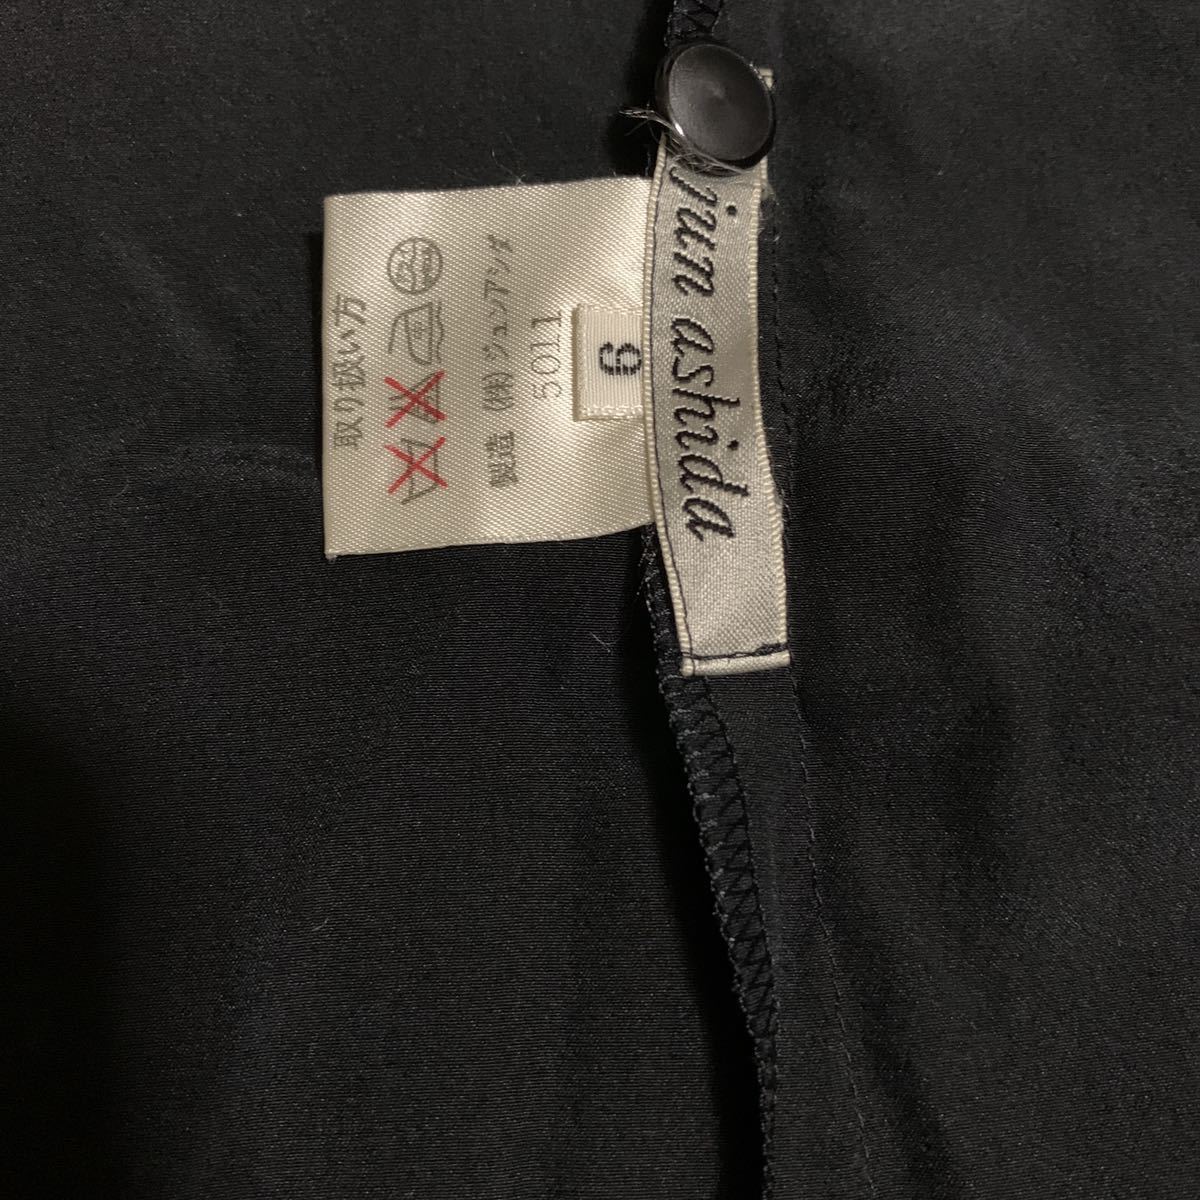 jun ashida
9
取り扱い方
製造 (株)ジュンアシダ
5011